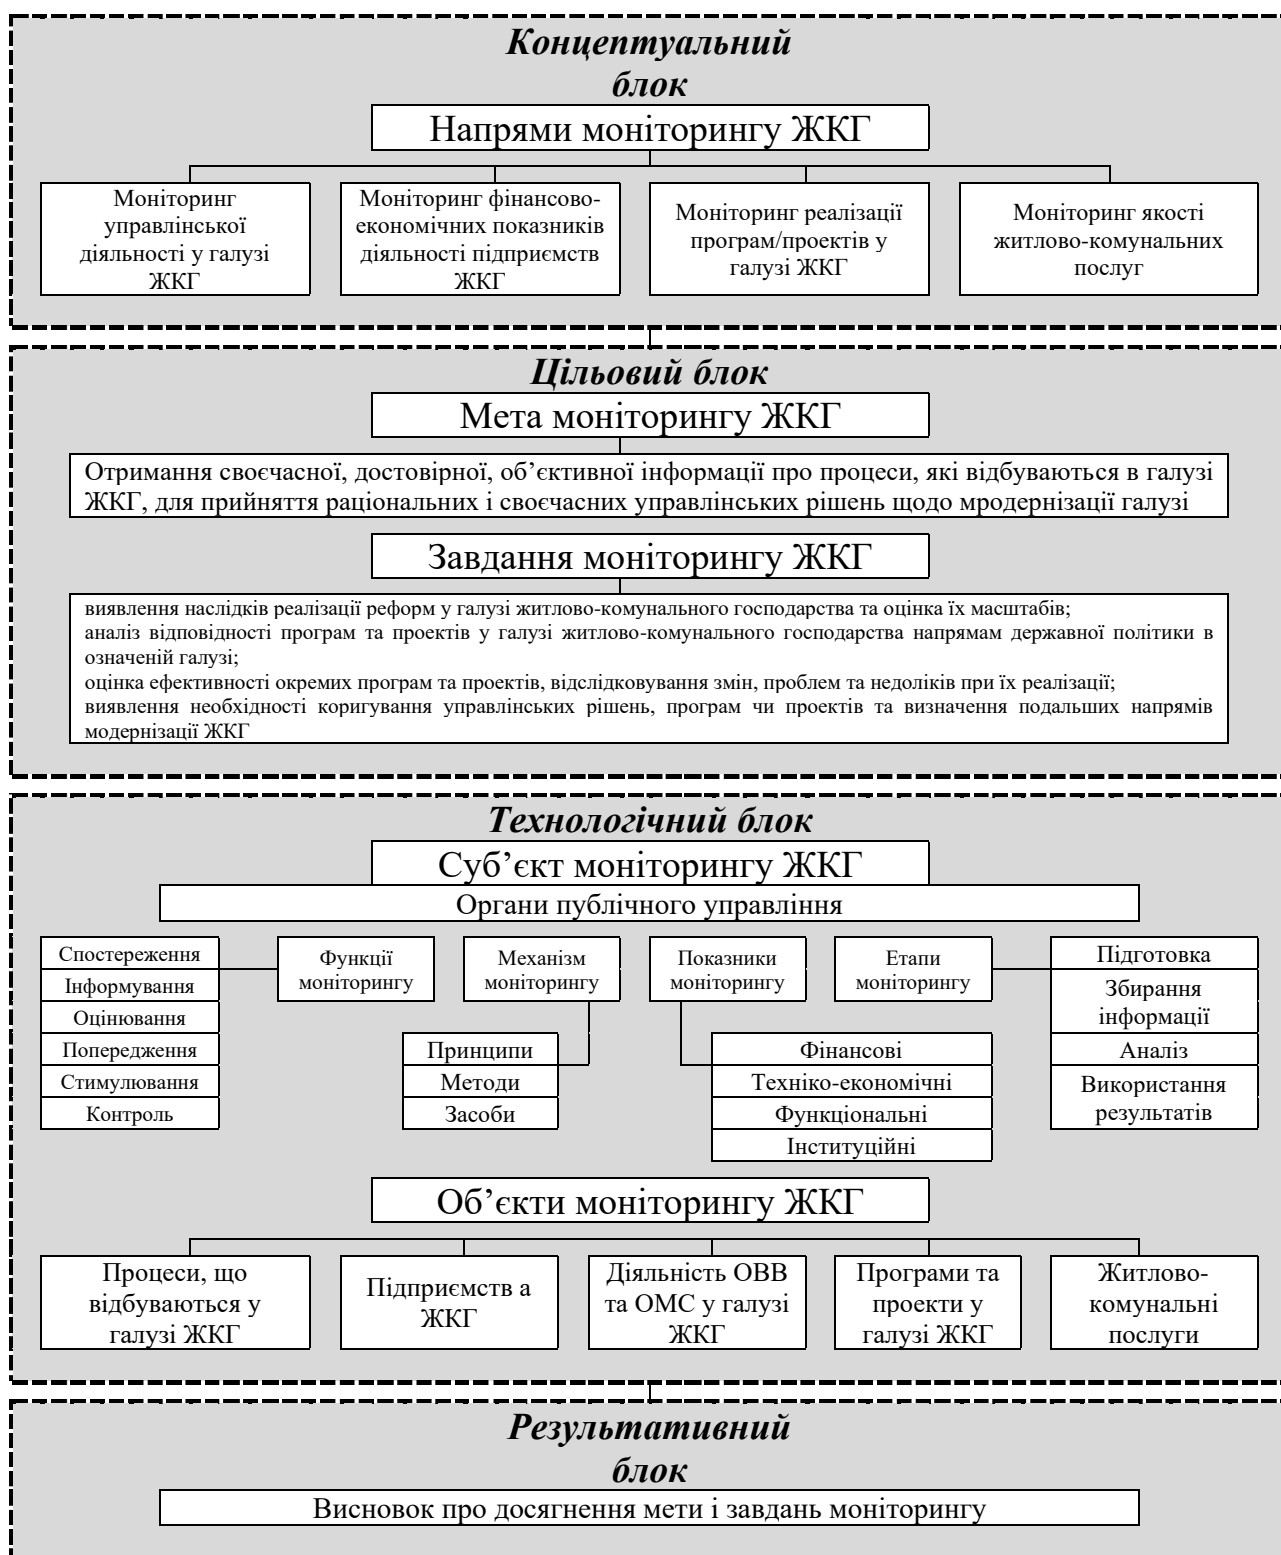 Концептуальний
блок
Напрями моніторингу ЖКГ
Моніторинг
управлінської
діяльності у галузі
ЖКГ
Моніторинг фінансово-
економічних показників
діяльності підприємств
ЖКГ
Моніторинг реалізації
програм/проектів у
галузі ЖКГ
Моніторинг якості
житлово-комунальних
послуг
Цільовий блок
Мета моніторингу ЖКГ
Отримання своєчасної, достовірної, об’єктивної інформації про процеси, які відбуваються в галузі
ЖКГ, для прийняття раціональних і своєчасних управлінських рішень щодо мродернізації галузі
Завдання моніторингу ЖКГ
виявлення наслідків реалізації реформ у галузі житлово-комунального господарства та оцінка їх масштабів;
аналіз відповідності програм та проектів у галузі житлово-комунального господарства напрямам державної політики в
означеній галузі;
оцінка ефективності окремих програм та проектів, відслідковування змін, проблем та недоліків при їх реалізації;
виявлення необхідності коригування управлінських рішень, програм чи проектів та визначення подальших напрямів
модернізації ЖКГ
Технологічний блок
Суб’єкт моніторингу ЖКГ
Органи публічного управління
Спостереження
Інформування
Оцінювання
Попередження
Стимулювання
Контроль
Функції
моніторингу
Механізм
моніторингу
Принципи
Методи
Засоби
Показники
моніторингу
Фінансові
Техніко-економічні
Функціональні
Інституційні
Етапи
моніторингу
Підготовка
Збирання
інформації
Аналіз
Використання
результатів
Об’єкти моніторингу ЖКГ
Процеси, що
відбуваються у
галузі ЖКГ
Підприємств а
ЖКГ
Діяльність ОВВ
та ОМС у галузі
ЖКГ
Програми та
проекти у
галузі ЖКГ
Житлово-
комунальні
послуги
Результативний
блок
Висновок про досягнення мети і завдань моніторингу